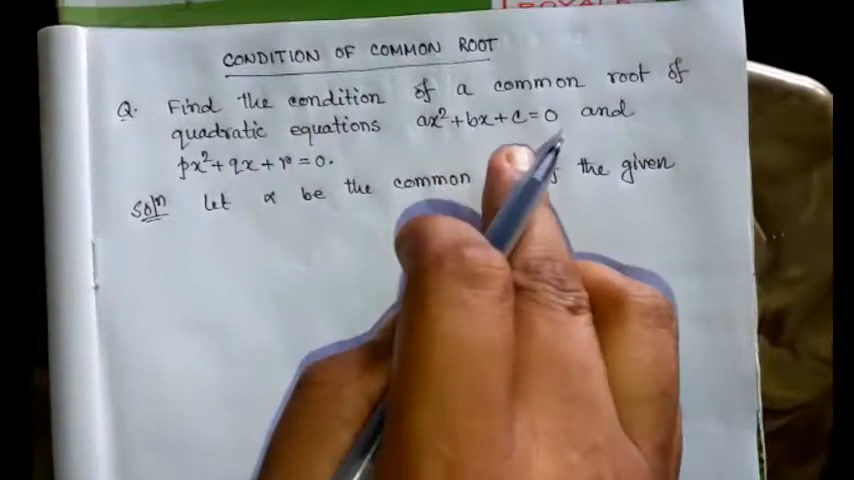 ROYALE
CONDITION OF COMMON ROOT
Q. Find the condition of a common root of
quadratic equations ax²+bx+c=0 and
px²+qx+r=0.
Solⁿ let α be the common the given